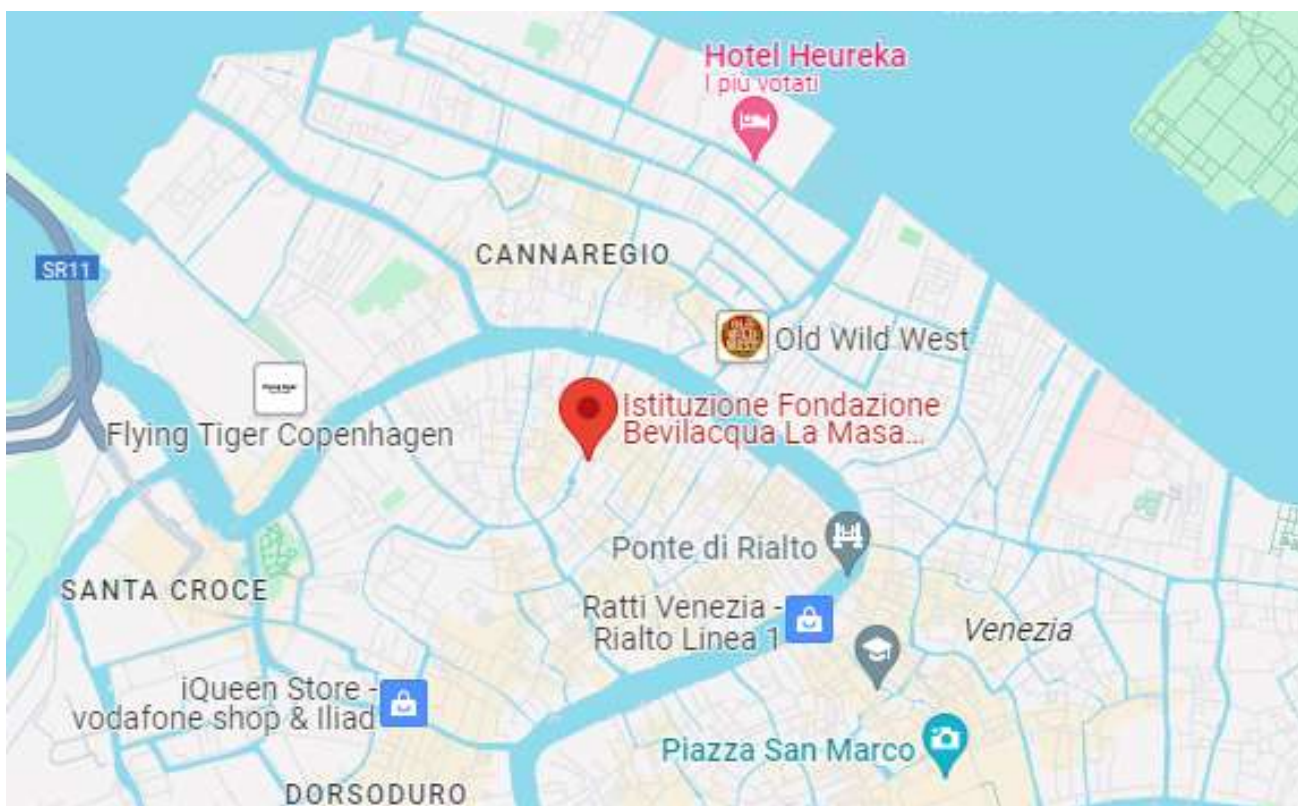 Hotel Heureka
I più votati
CANNAREGIO
SR11
Old Wild West
Flying Tiger Copenhagen
Istituzione Fondazione
Bevilacqua La Masa...
Ponte di Rialto
SANTA CROCE
Ratti Venezia -
Rialto Linea 1
Venezia
iQueen Store -
vodafone shop & Iliad
Piazza San Marco
DORSODURO